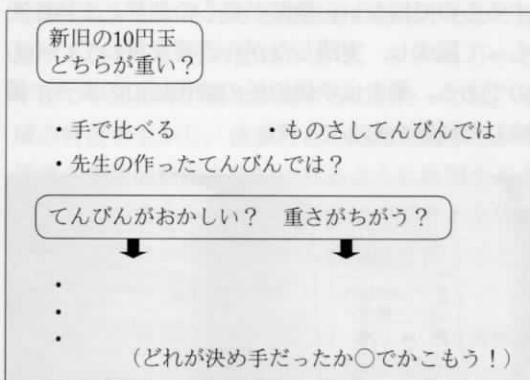 新旧の10円玉
どちらが重い？
・手で比べる　・ものさしてんびんでは
・先生の作ったてんびんでは？
てんびんがおかしい？　重さがちがう？
・
・
・
（どれが決め手だったか○でかこもう！）